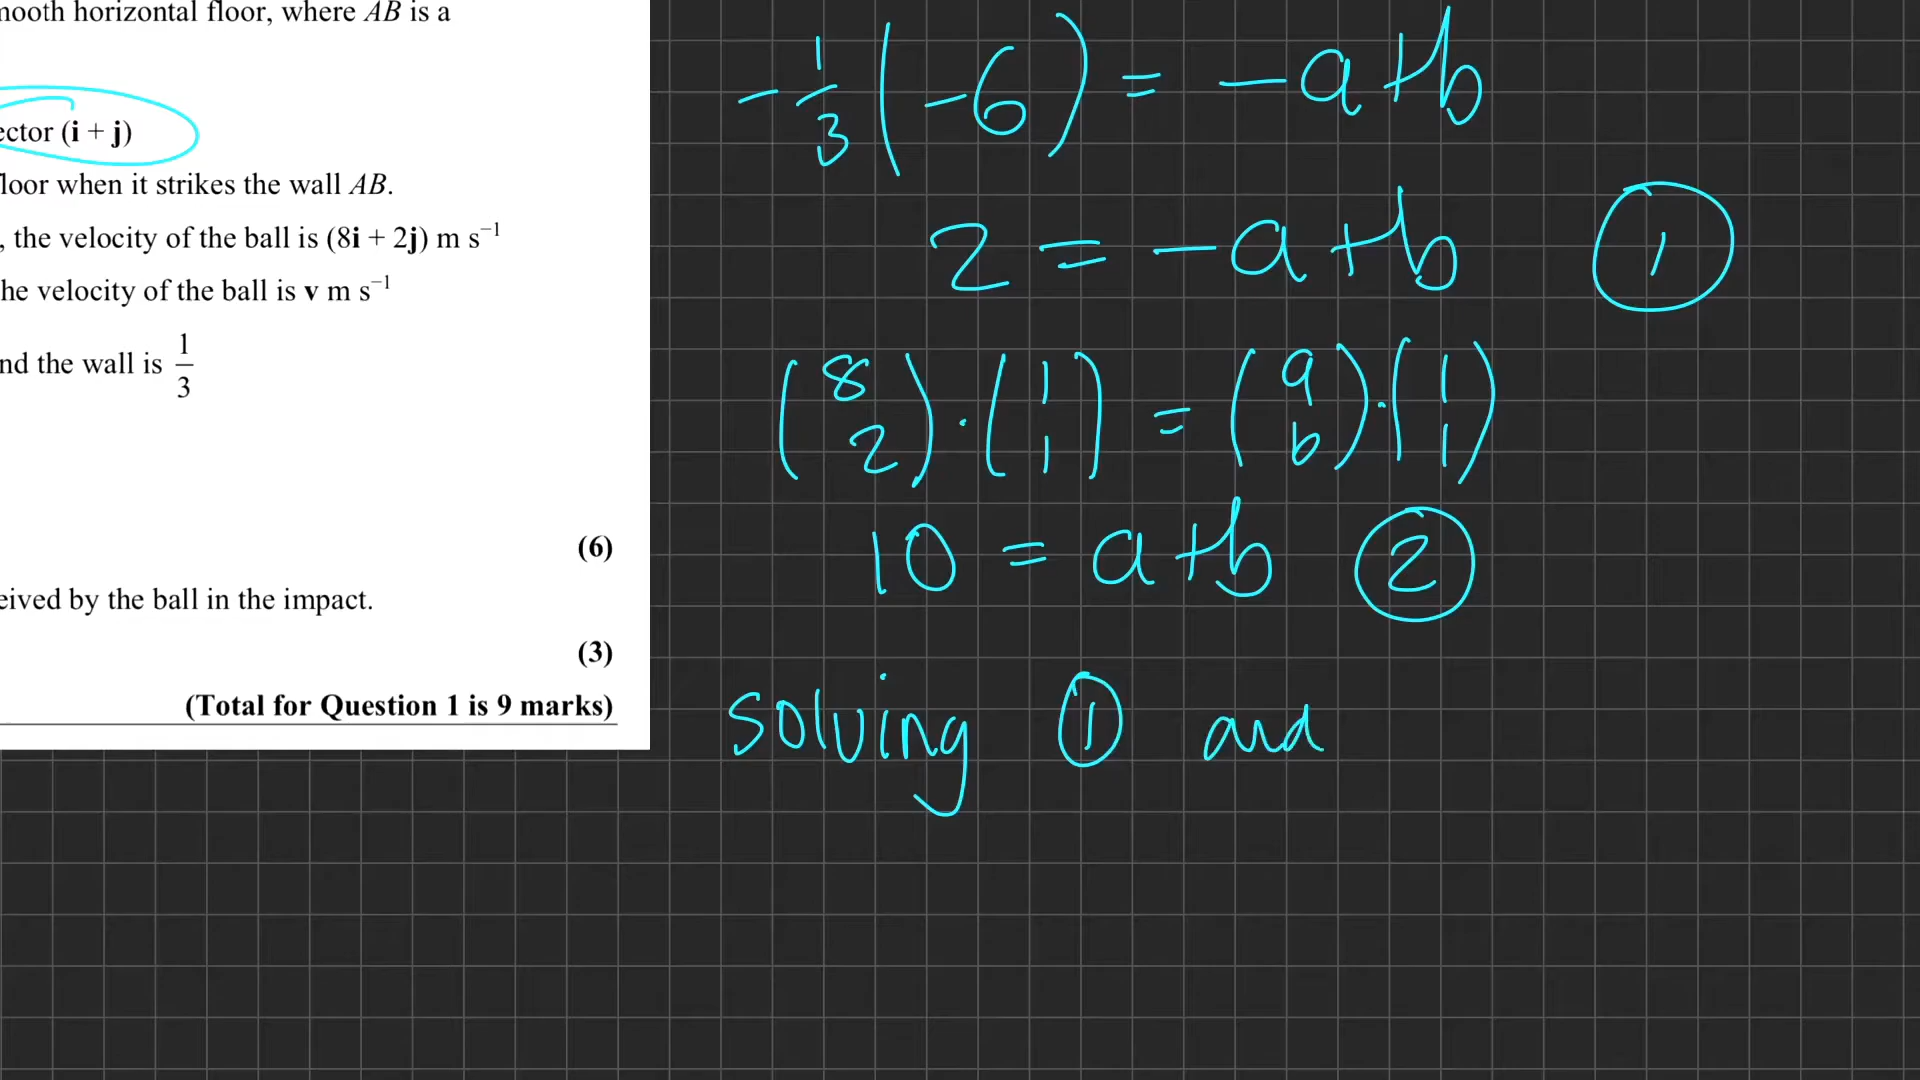 mooth horizontal floor, where AB is a
ector (i + j)
loor when it strikes the wall AB.
, the velocity of the ball is (8i + 2j) m s⁻¹
he velocity of the ball is v m s⁻¹
nd the wall is 1/3
(6)
eived by the ball in the impact.
(3)
(Total for Question 1 is 9 marks)
-1/3(-6) = -a+b
2 = -a+b ①
(8 2)·(1 1) = (a b)·(1 1)
10 = a+b ②
solving ① and